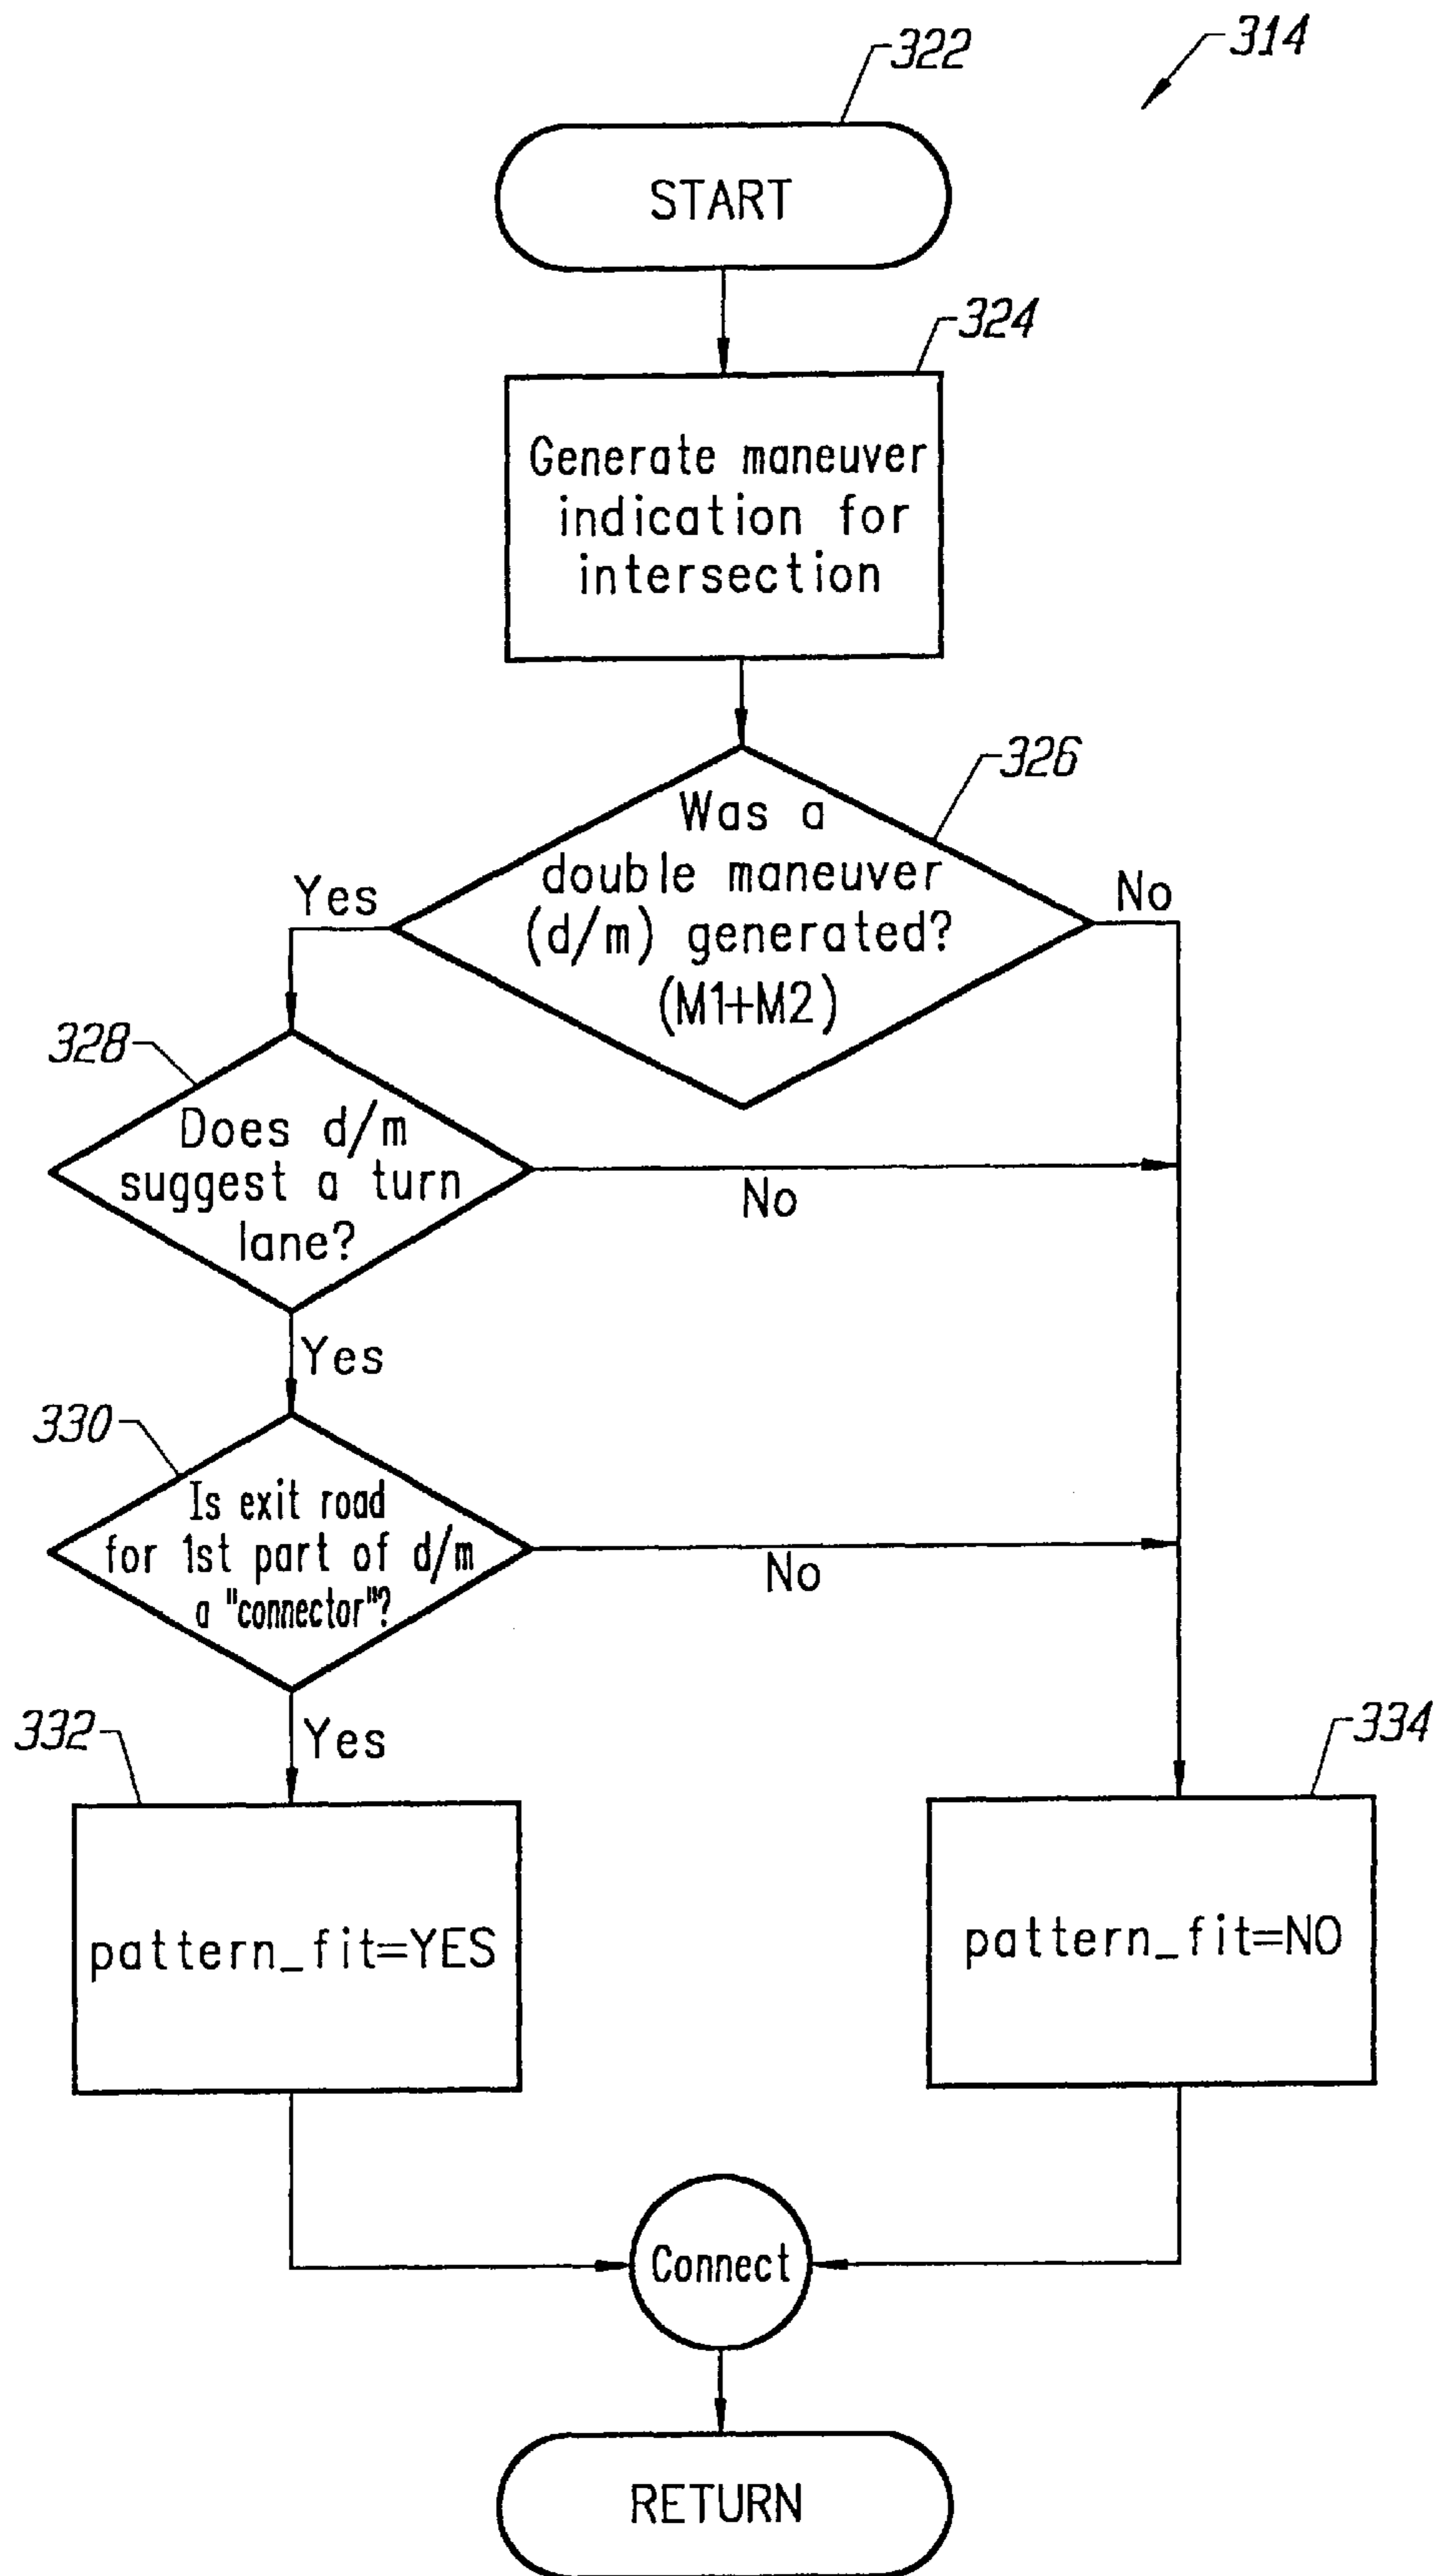 314
322
START
324
Generate maneuver
indication for
intersection
326
Was a
double maneuver
(d/m) generated?
(M1+M2)
Yes
No
328
Does d/m
suggest a turn
lane?
No
Yes
330
Is exit road
for 1st part of d/m
a "connector"?
No
Yes
332
pattern_fit=YES
334
pattern_fit=NO
Connect
RETURN